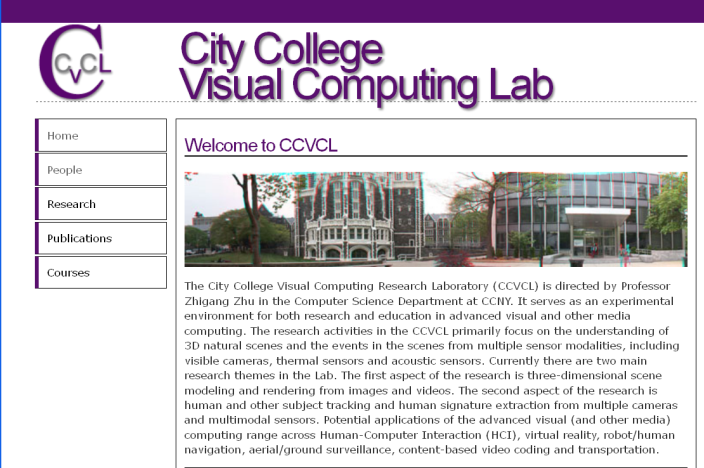 CVCL
City College
Visual Computing Lab
Home
People
Research
Publications
Courses
Welcome to CCVCL
The City College Visual Computing Research Laboratory (CCVCL) is directed by Professor
Zhigang Zhu in the Computer Science Department at CCNY. It serves as an experimental
environment for both research and education in advanced visual and other media
computing. The research activities in the CCVCL primarily focus on the understanding of
3D natural scenes and the events in the scenes from multiple sensor modalities, including
visible cameras, thermal sensors and acoustic sensors. Currently there are two main
research themes in the Lab. The first aspect of the research is three-dimensional scene
modeling and rendering from images and videos. The second aspect of the research is
human and other subject tracking and human signature extraction from multiple cameras
and multimodal sensors. Potential applications of the advanced visual (and other media)
computing range across Human-Computer Interaction (HCI), virtual reality, robot/human
navigation, aerial/ground surveillance, content-based video coding and transportation.